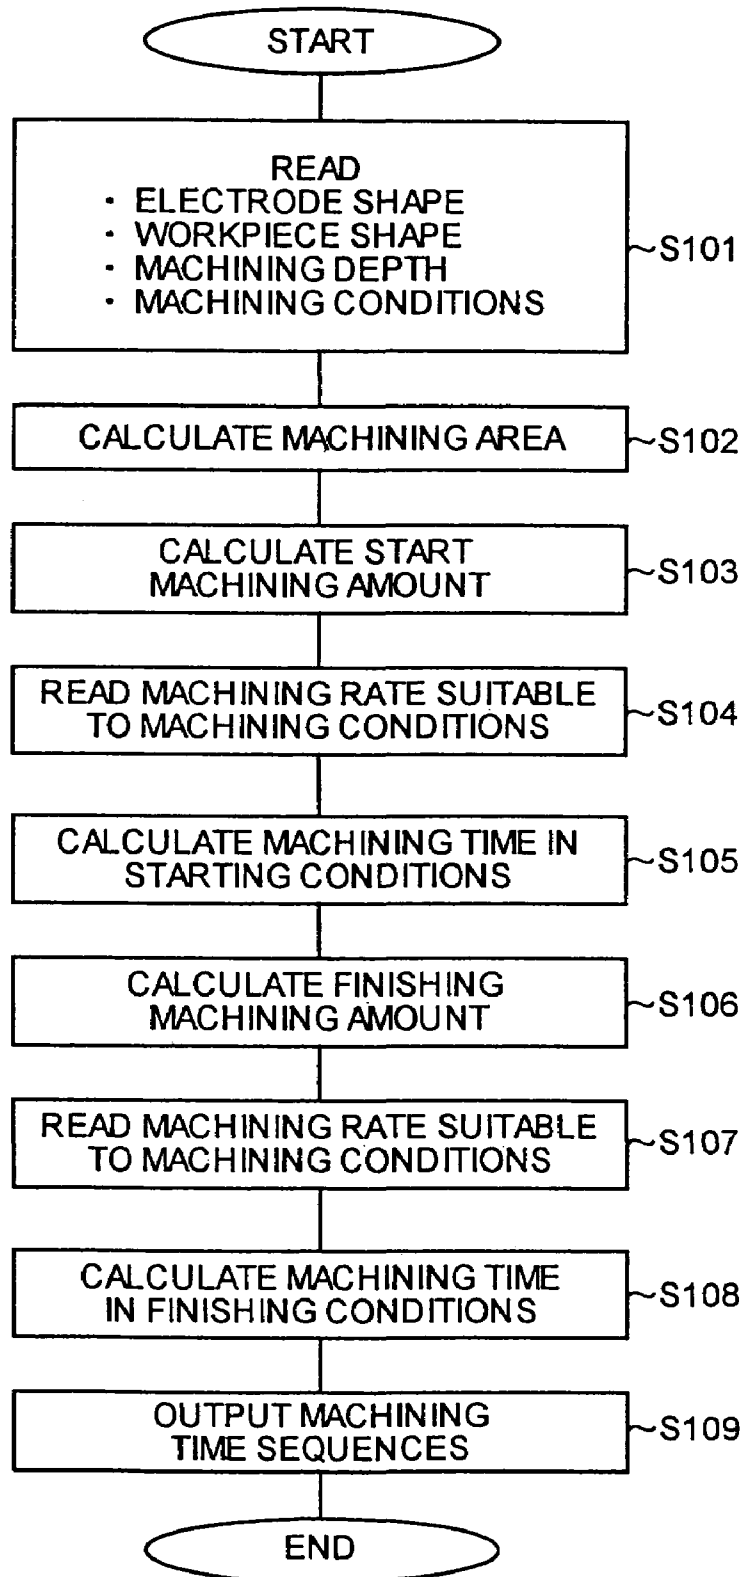 START
READ
· ELECTRODE SHAPE
· WORKPIECE SHAPE
· MACHINING DEPTH
· MACHINING CONDITIONS
~S101
CALCULATE MACHINING AREA
~S102
CALCULATE START
MACHINING AMOUNT
~S103
READ MACHINING RATE SUITABLE
TO MACHINING CONDITIONS
~S104
CALCULATE MACHINING TIME IN
STARTING CONDITIONS
~S105
CALCULATE FINISHING
MACHINING AMOUNT
~S106
READ MACHINING RATE SUITABLE
TO MACHINING CONDITIONS
~S107
CALCULATE MACHINING TIME
IN FINISHING CONDITIONS
~S108
OUTPUT MACHINING
TIME SEQUENCES
~S109
END